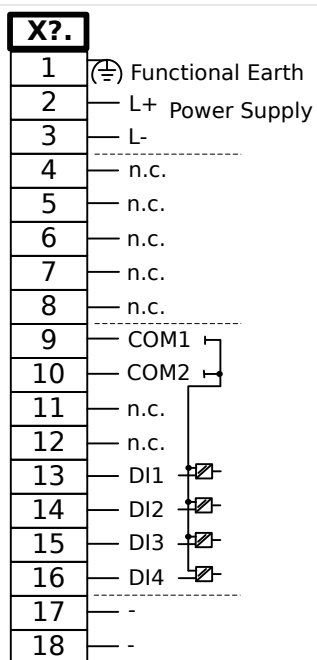 X?.
1 Functional Earth
2 L+ Power Supply
3 L-
4 n.c.
5 n.c.
6 n.c.
7 n.c.
8 n.c.
9 COM1
10 COM2
11 n.c.
12 n.c.
13 DI1
14 DI2
15 DI3
16 DI4
17 -
18 -